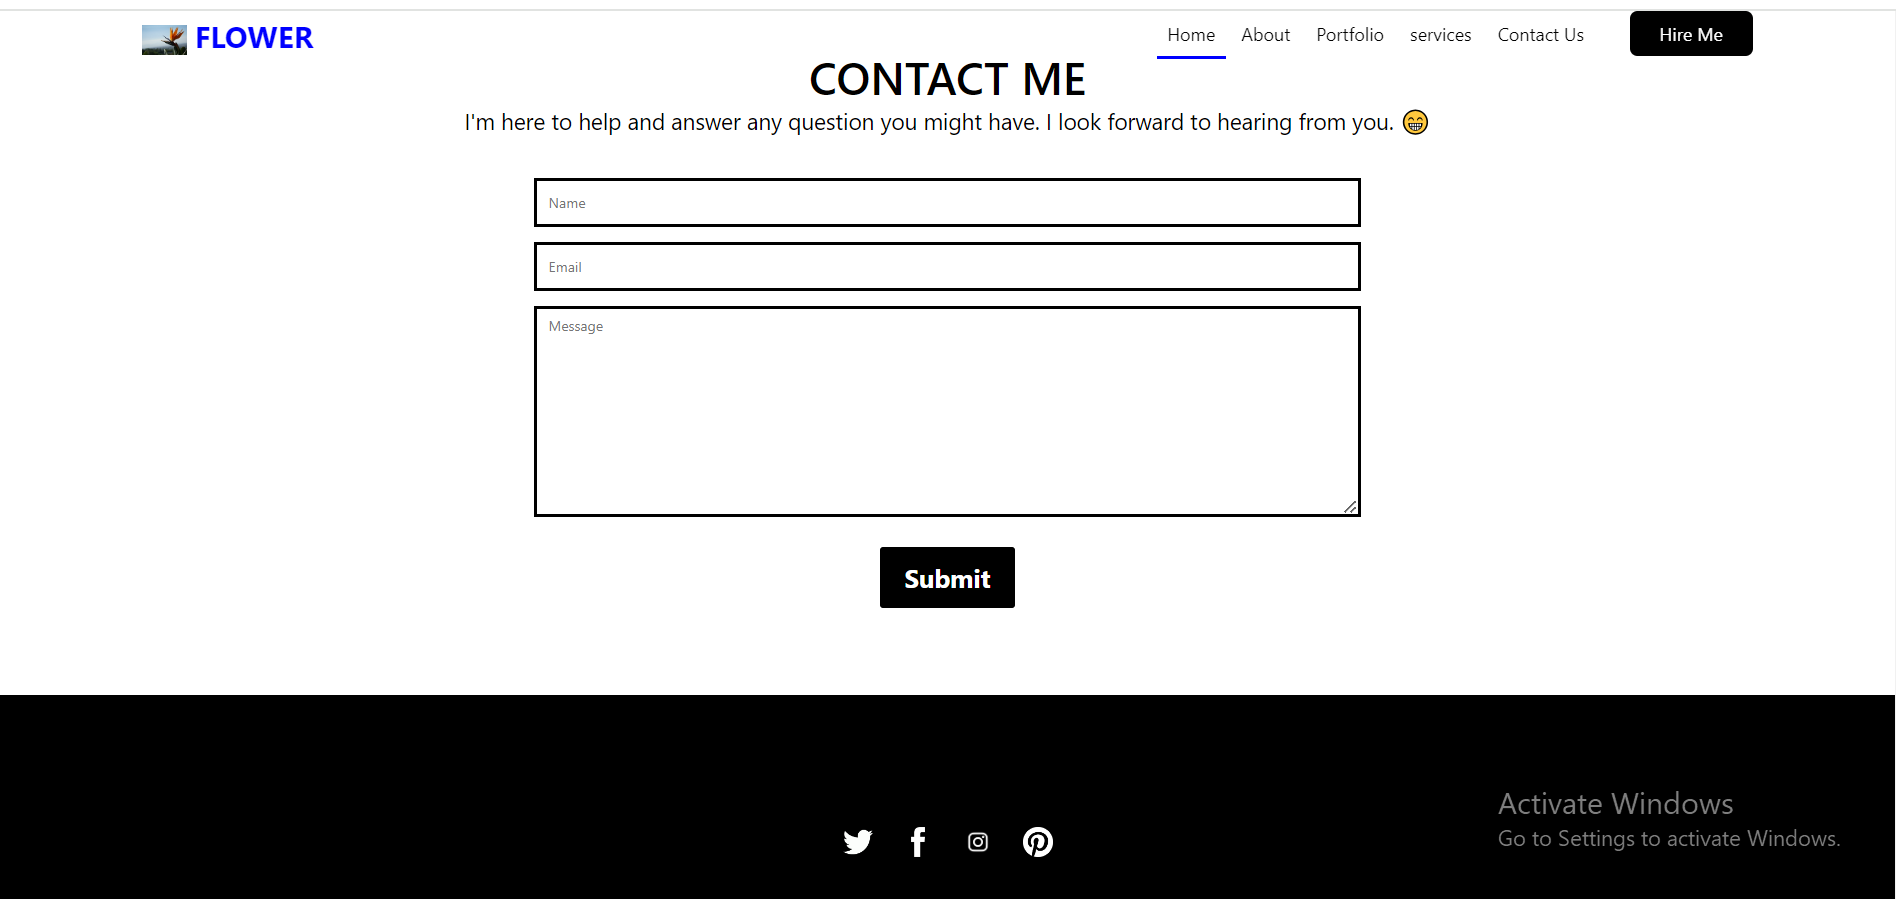 FLOWER
Home About Portfolio services Contact Us Hire Me
CONTACT ME
I'm here to help and answer any question you might have. I look forward to hearing from you. 😁
Name
Email
Message
Submit
Activate Windows
Go to Settings to activate Windows.